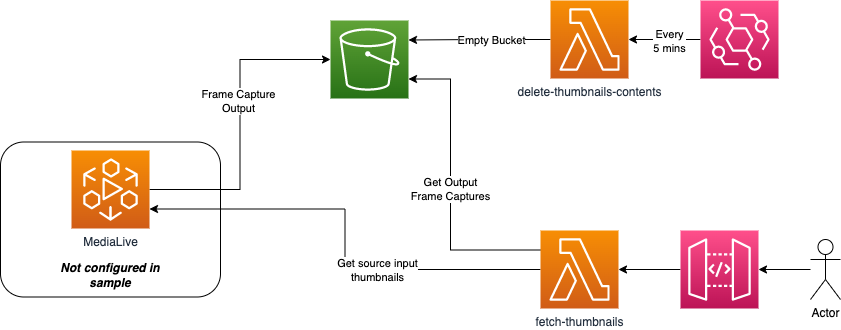 Empty Bucket
Every
5 mins
delete-thumbnails-contents
Frame Capture
Output
Get Output
Frame Captures
MediaLive
Not configured in
sample
Get source input
thumbnails
</>
fetch-thumbnails
Actor